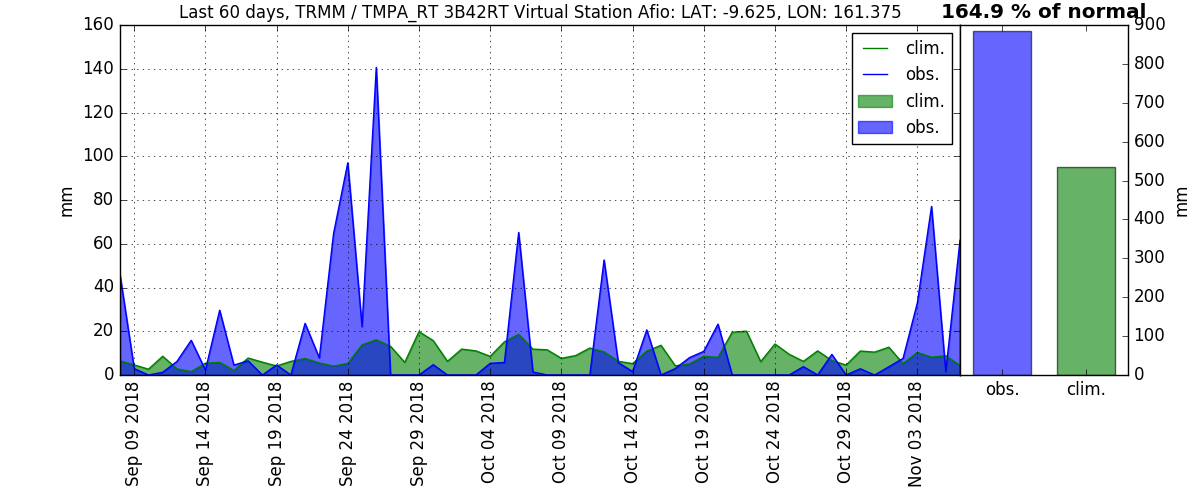 Last 60 days, TRMM / TMPA_RT 3B42RT Virtual Station Afio: LAT: -9.625, LON: 161.375
164.9 % of normal
160
140
120
100
80
60
40
20
0
mm
clim.
obs.
clim.
obs.
900
800
700
600
500
400
300
200
100
0
mm
Sep 09 2018
Sep 14 2018
Sep 19 2018
Sep 24 2018
Sep 29 2018
Oct 04 2018
Oct 09 2018
Oct 14 2018
Oct 19 2018
Oct 24 2018
Oct 29 2018
Nov 03 2018
obs.
clim.